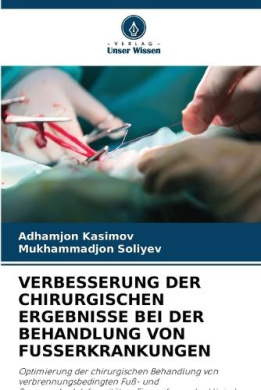 VERLAG
Unser Wissen
Adhamjon Kasimov
Mukhammadjon Soliyev
VERBESSERUNG DER
CHIRURGISCHEN
ERGEBNISSE BEI DER
BEHANDLUNG VON
FUSSERKRANKUNGEN
Optimierung der chirurgischen Behandlung von
verbrennungsbedingten Fuß- und